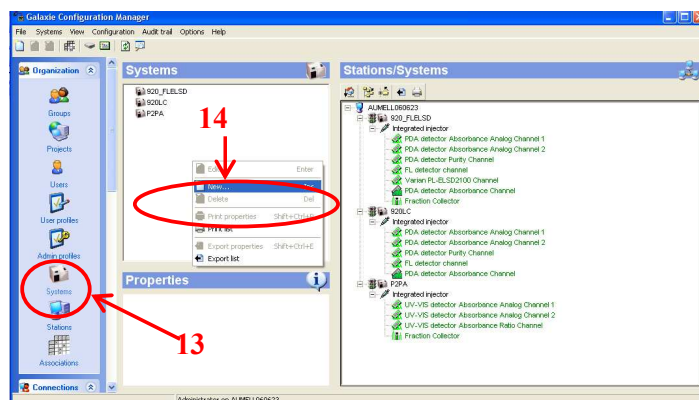 Galaxie Configuration Manager
File Systems View Configuration Audit trail Options Help
Organization
Groups
Projects
Users
User profiles
Admin profiles
Systems
Stations
Associations
Connections
Systems
920_FLELSD
920LC
P2PA
14
Enter
New...
Delete Del
Print properties
Print list
Export properties Shift+Ctrl+E
Export list
Properties
13
Stations/Systems
AUMELL060623
920_FLELSD
Integrated injector
PDA detector Absorbance Analog Channel 1
PDA detector Absorbance Analog Channel 2
PDA detector Purity Channel
FL detector channel
Varian PL-ELSD2100 Channel
PDA detector Absorbance Channel
Fraction Collector
920LC
Integrated injector
PDA detector Absorbance Analog Channel 1
PDA detector Absorbance Analog Channel 2
PDA detector Purity Channel
FL detector channel
PDA detector Absorbance Channel
P2PA
Integrated injector
UV-VIS detector Absorbance Analog Channel 1
UV-VIS detector Absorbance Analog Channel 2
UV-VIS detector Absorbance Ratio Channel
Fraction Collector
Administrator on AUMELL060623